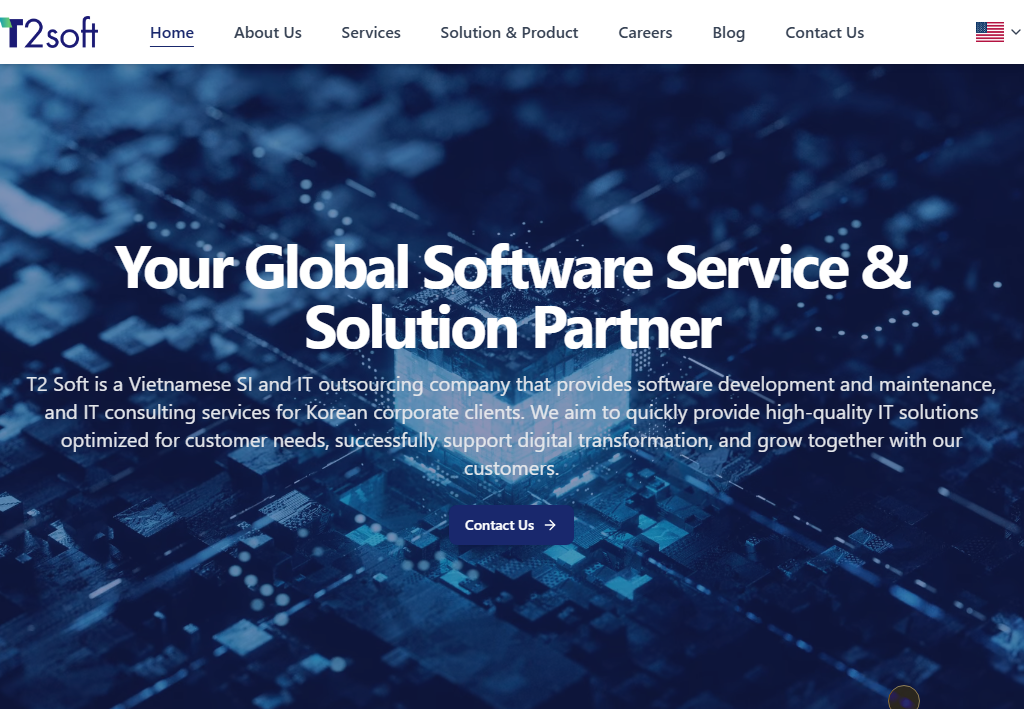 T2soft
Home
About Us
Services
Solution & Product
Careers
Blog
Contact Us
Your Global Software Service &
Solution Partner
T2 Soft is a Vietnamese SI and IT outsourcing company that provides software development and maintenance,
and IT consulting services for Korean corporate clients. We aim to quickly provide high-quality IT solutions
optimized for customer needs, successfully support digital transformation, and grow together with our
customers.
Contact Us